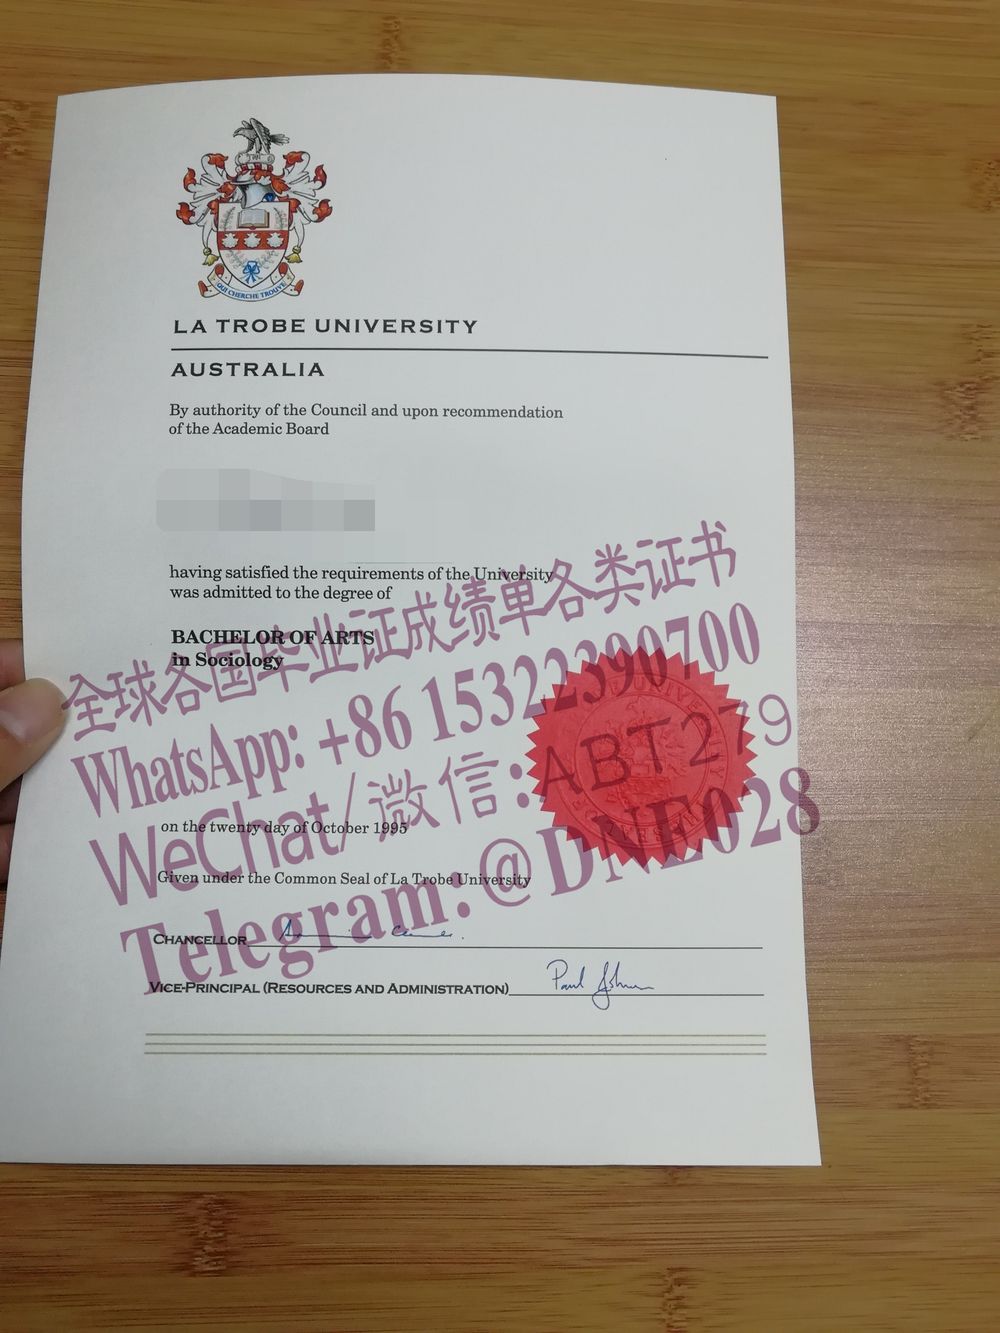 QUI CHERCHE TROUVE
LA TROBE UNIVERSITY
AUSTRALIA
By authority of the Council and upon recommendation
of the Academic Board
having satisfied the requirements of the University
was admitted to the degree of
BACHELOR OF ARTS
in Sociology
全球各国毕业证成绩单各类证书
WhatsApp: +86 15322390700
WeChat/微信:ABT279
on the twenty day of October 1995
Given under the Common Seal of La Trobe University
Telegram:@DNE028
CHANCELLOR
VICE-PRINCIPAL (RESOURCES AND ADMINISTRATION)
Paul